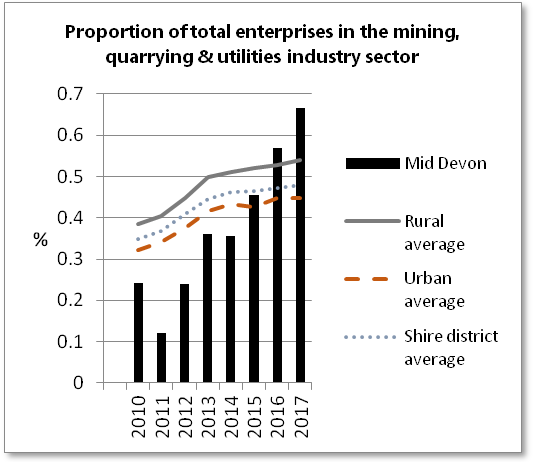 Proportion of total enterprises in the mining,
quarrying & utilities industry sector
0.7
0.6
0.5
0.4
0.3
0.2
0.1
0
%
2010
2011
2012
2013
2014
2015
2016
2017
Mid Devon
Rural
average
Urban
average
Shire district
average